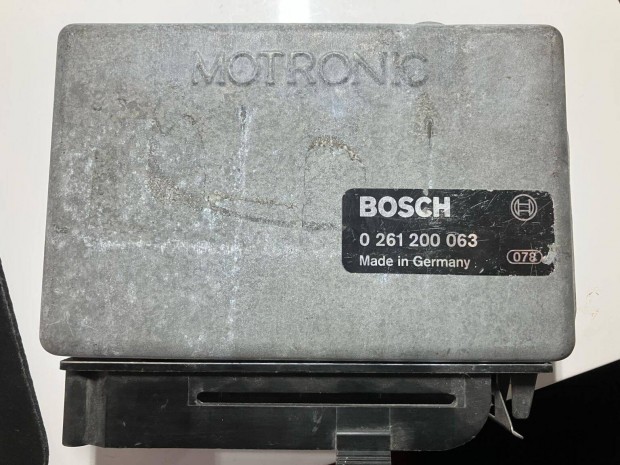 MOTRONIC
BOSCH
0 261 200 063
Made in Germany 078